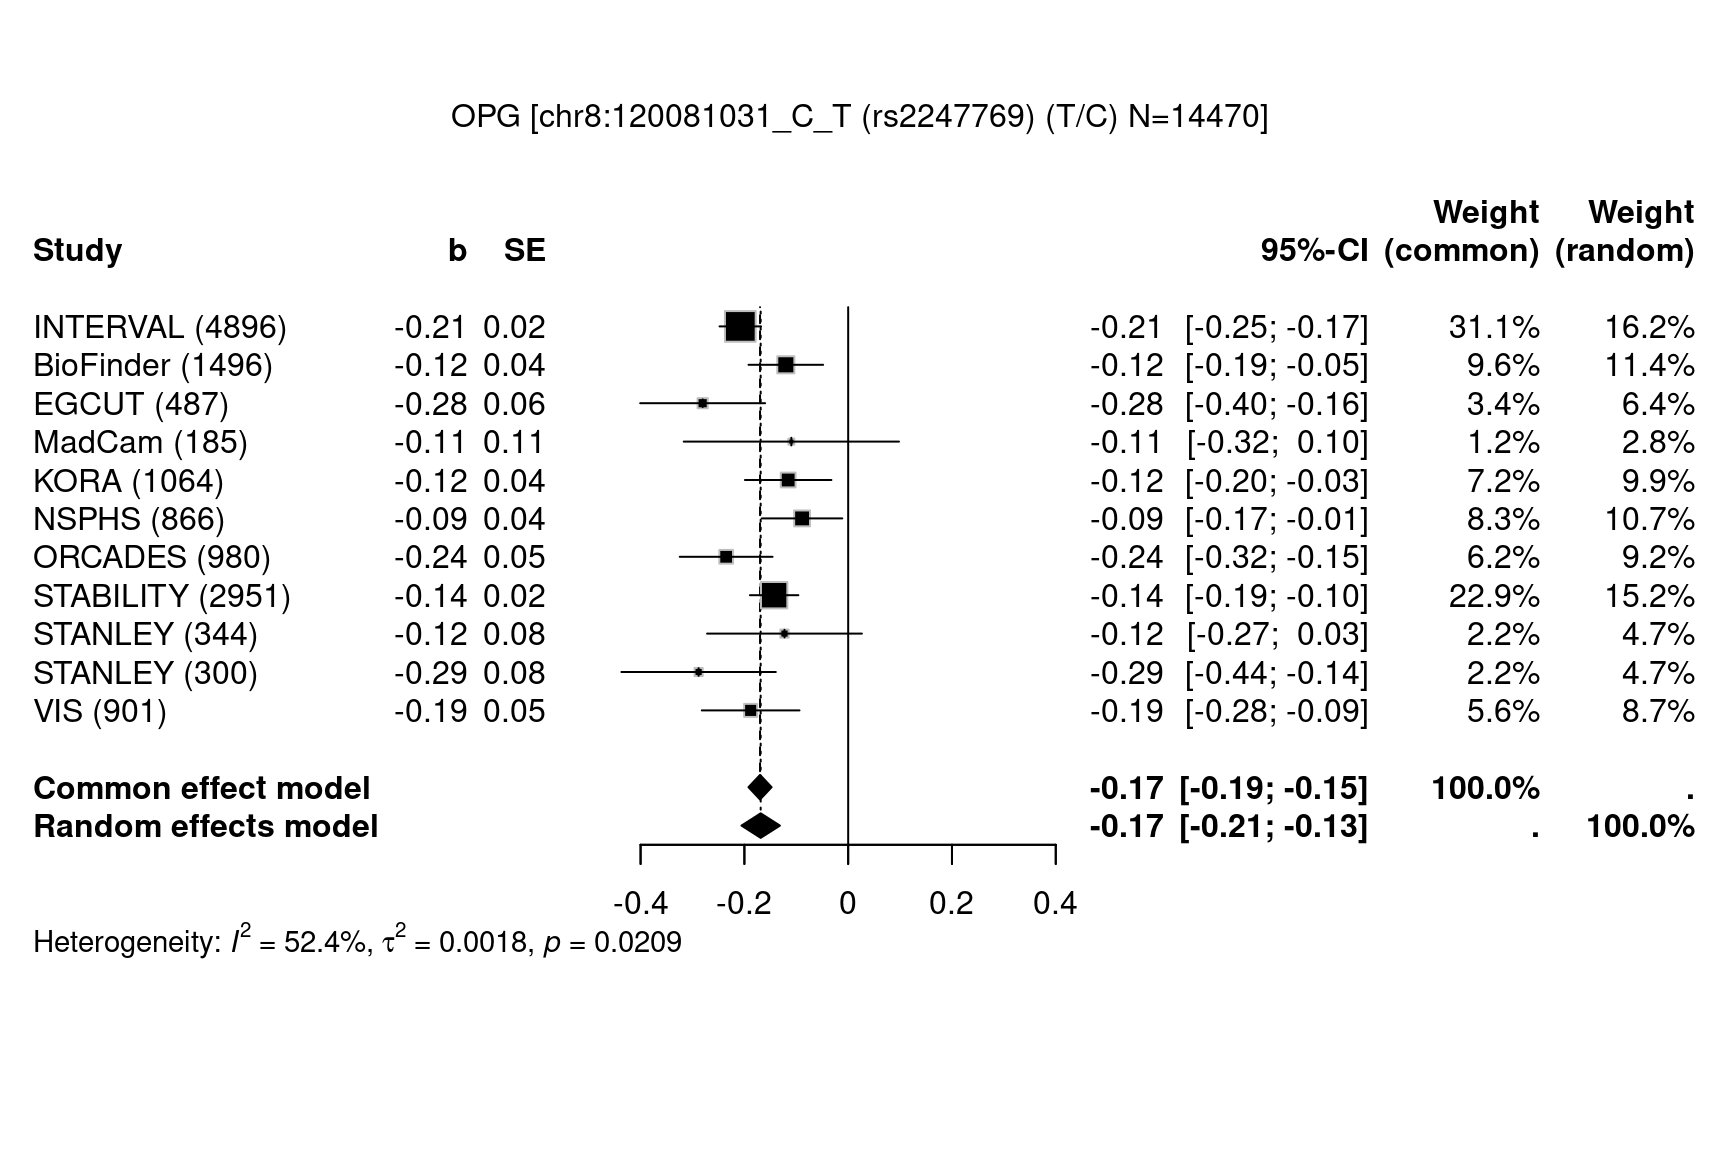 OPG [chr8:120081031_C_T (rs2247769) (T/C) N=14470]
Weight Weight
Study b SE 95%-CI (common) (random)
INTERVAL (4896) -0.21 0.02 -0.21 [-0.25; -0.17] 31.1% 16.2%
BioFinder (1496) -0.12 0.04 -0.12 [-0.19; -0.05] 9.6% 11.4%
EGCUT (487) -0.28 0.06 -0.28 [-0.40; -0.16] 3.4% 6.4%
MadCam (185) -0.11 0.11 -0.11 [-0.32; 0.10] 1.2% 2.8%
KORA (1064) -0.12 0.04 -0.12 [-0.20; -0.03] 7.2% 9.9%
NSPHS (866) -0.09 0.04 -0.09 [-0.17; -0.01] 8.3% 10.7%
ORCADES (980) -0.24 0.05 -0.24 [-0.32; -0.15] 6.2% 9.2%
STABILITY (2951) -0.14 0.02 -0.14 [-0.19; -0.10] 22.9% 15.2%
STANLEY (344) -0.12 0.08 -0.12 [-0.27; 0.03] 2.2% 4.7%
STANLEY (300) -0.29 0.08 -0.29 [-0.44; -0.14] 2.2% 4.7%
VIS (901) -0.19 0.05 -0.19 [-0.28; -0.09] 5.6% 8.7%
Common effect model -0.17 [-0.19; -0.15] 100.0% .
Random effects model -0.17 [-0.21; -0.13] . 100.0%
-0.4 -0.2 0 0.2 0.4
Heterogeneity: I² = 52.4%, τ² = 0.0018, p = 0.0209